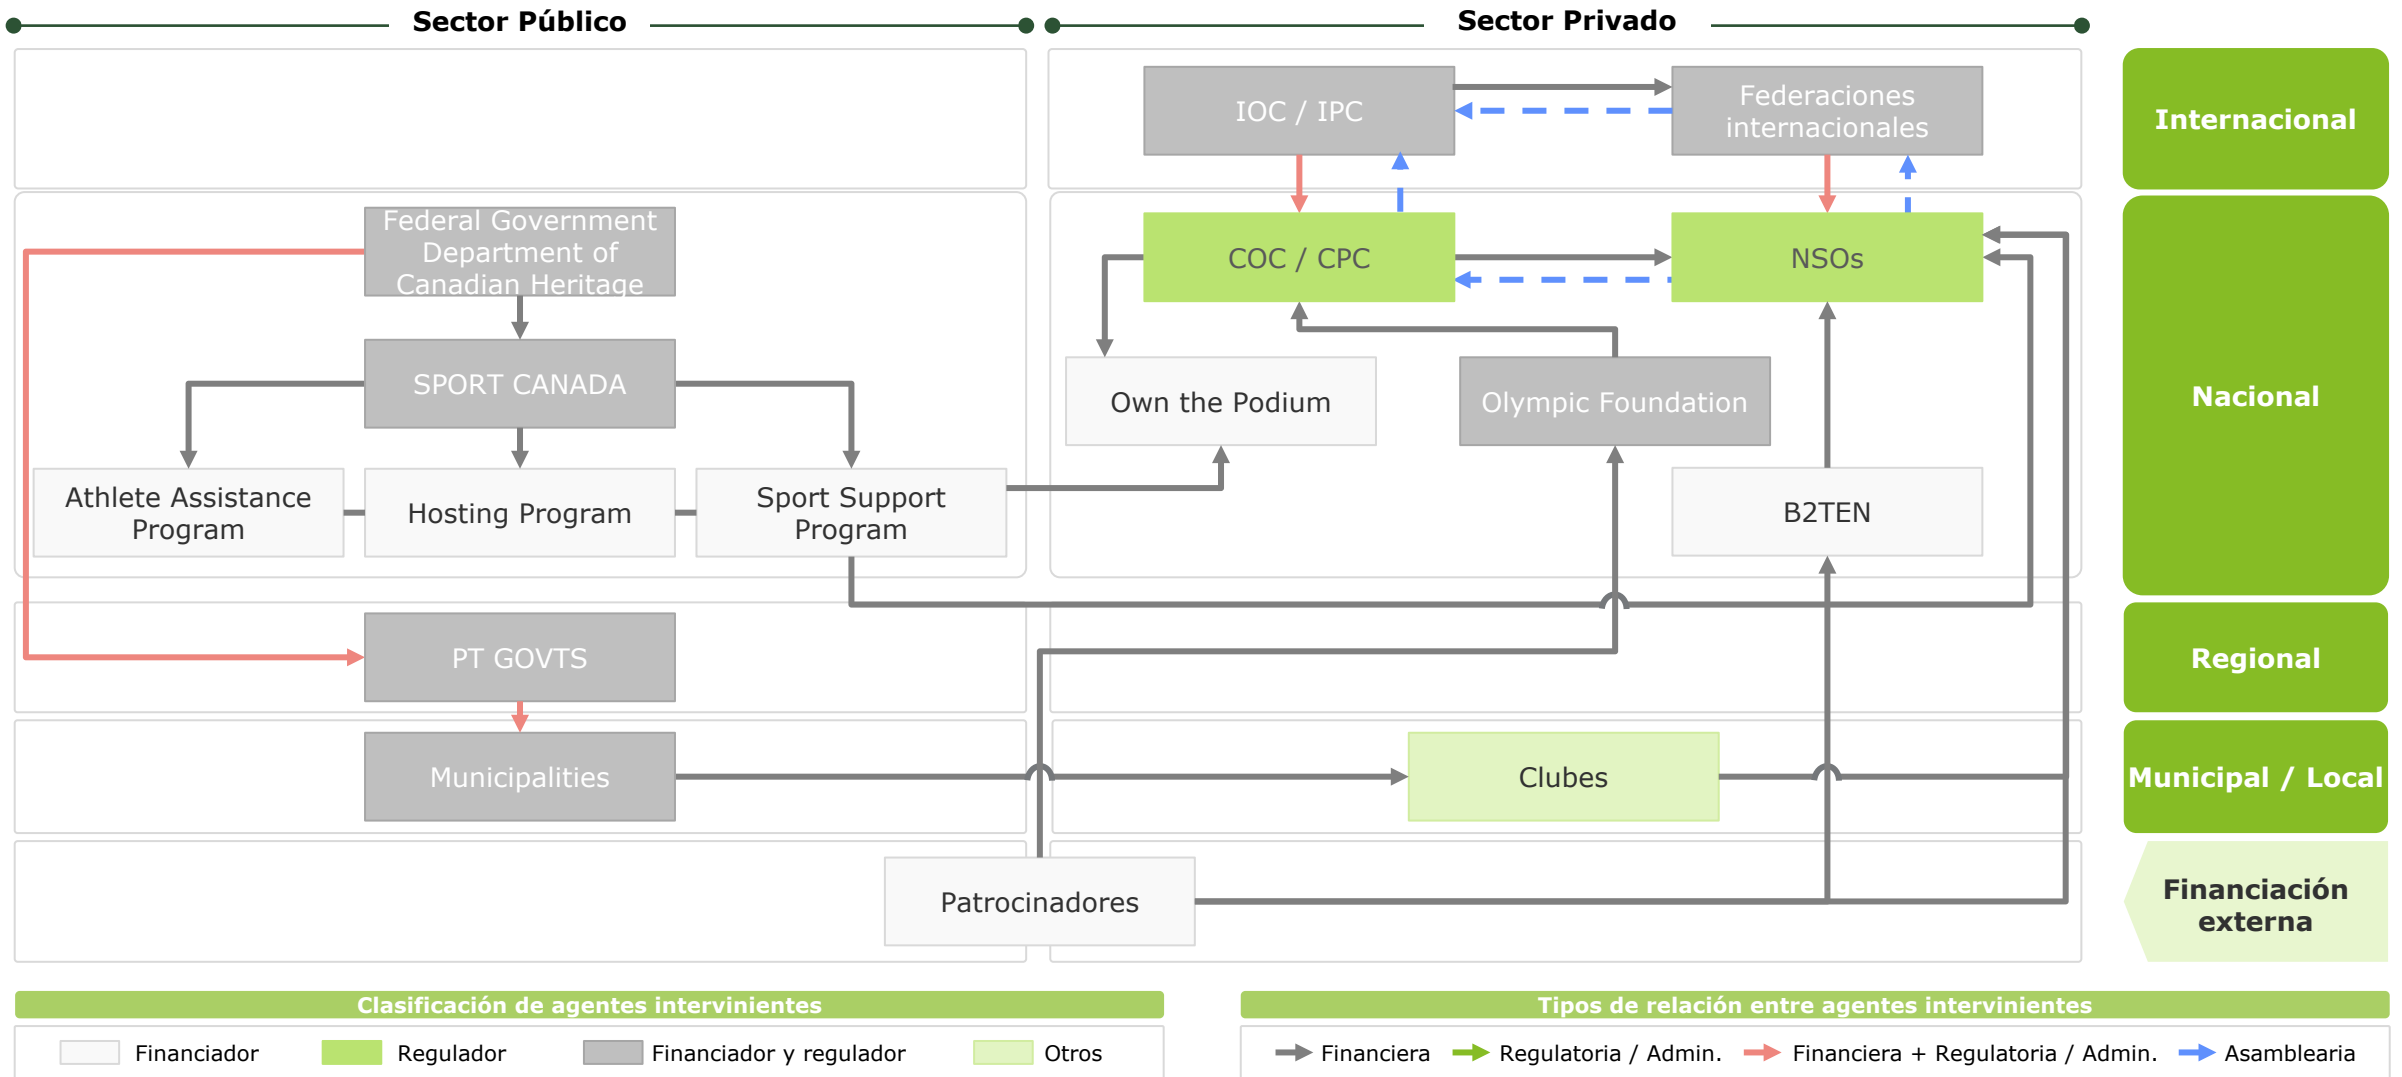 Sector Público
Sector Privado
IOC / IPC
Federaciones
internacionales
Internacional
Federal Government
Department of
Canadian Heritage
COC / CPC
NSOs
SPORT CANADA
Own the Podium
Olympic Foundation
Nacional
Athlete Assistance
Program
Hosting Program
Sport Support
Program
B2TEN
PT GOVTS
Regional
Municipalities
Clubes
Municipal / Local
Patrocinadores
Financiación
externa
Clasificación de agentes intervinientes
Tipos de relación entre agentes intervinientes
Financiador
Regulador
Financiador y regulador
Otros
Financiera
Regulatoria / Admin.
Financiera + Regulatoria / Admin.
Asamblearia